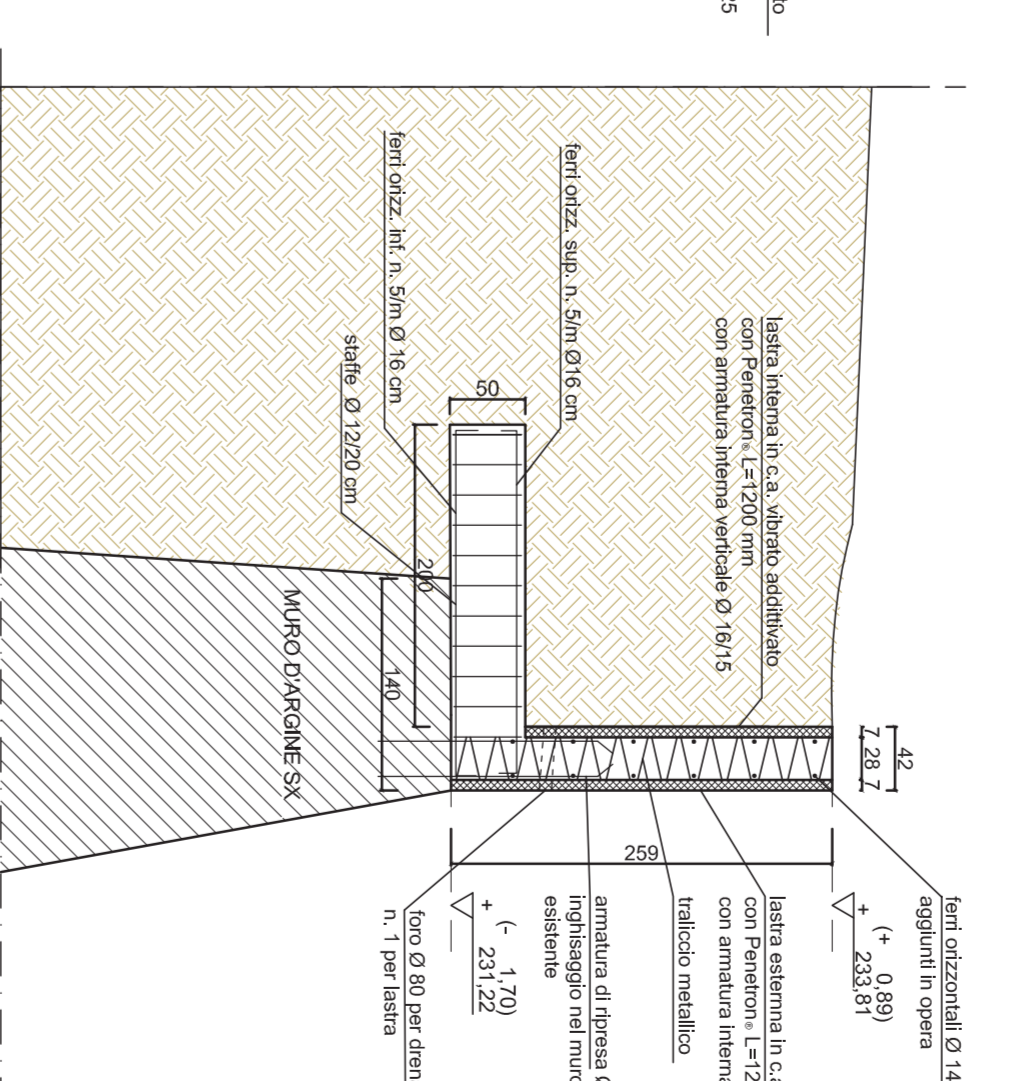 to
25
ferri orizz. inf. n. 5/m Ø 16 cm
ferri orizz. sup. n. 5/m Ø16 cm
staffe Ø 12/20 cm
lastra interna in c.a. vibrato addittivato
con Penetron® L=1200 mm
con armatura interna verticale Ø 16/15
50
200
140
MURO D'ARGINE SX
42
7 28 7
259
ferri orizzontali Ø 14
aggiunti in opera
(+ 0,89)
+ 233,81
lastra esternna in c.a
con Penetron® L=12
con armatura interna
traliccio metallico
armatura di ripresa Ø
inghisaggio nel muro
esistente
(- 1,70)
+ 231,22
foro Ø 80 per dren
n. 1 per lastra